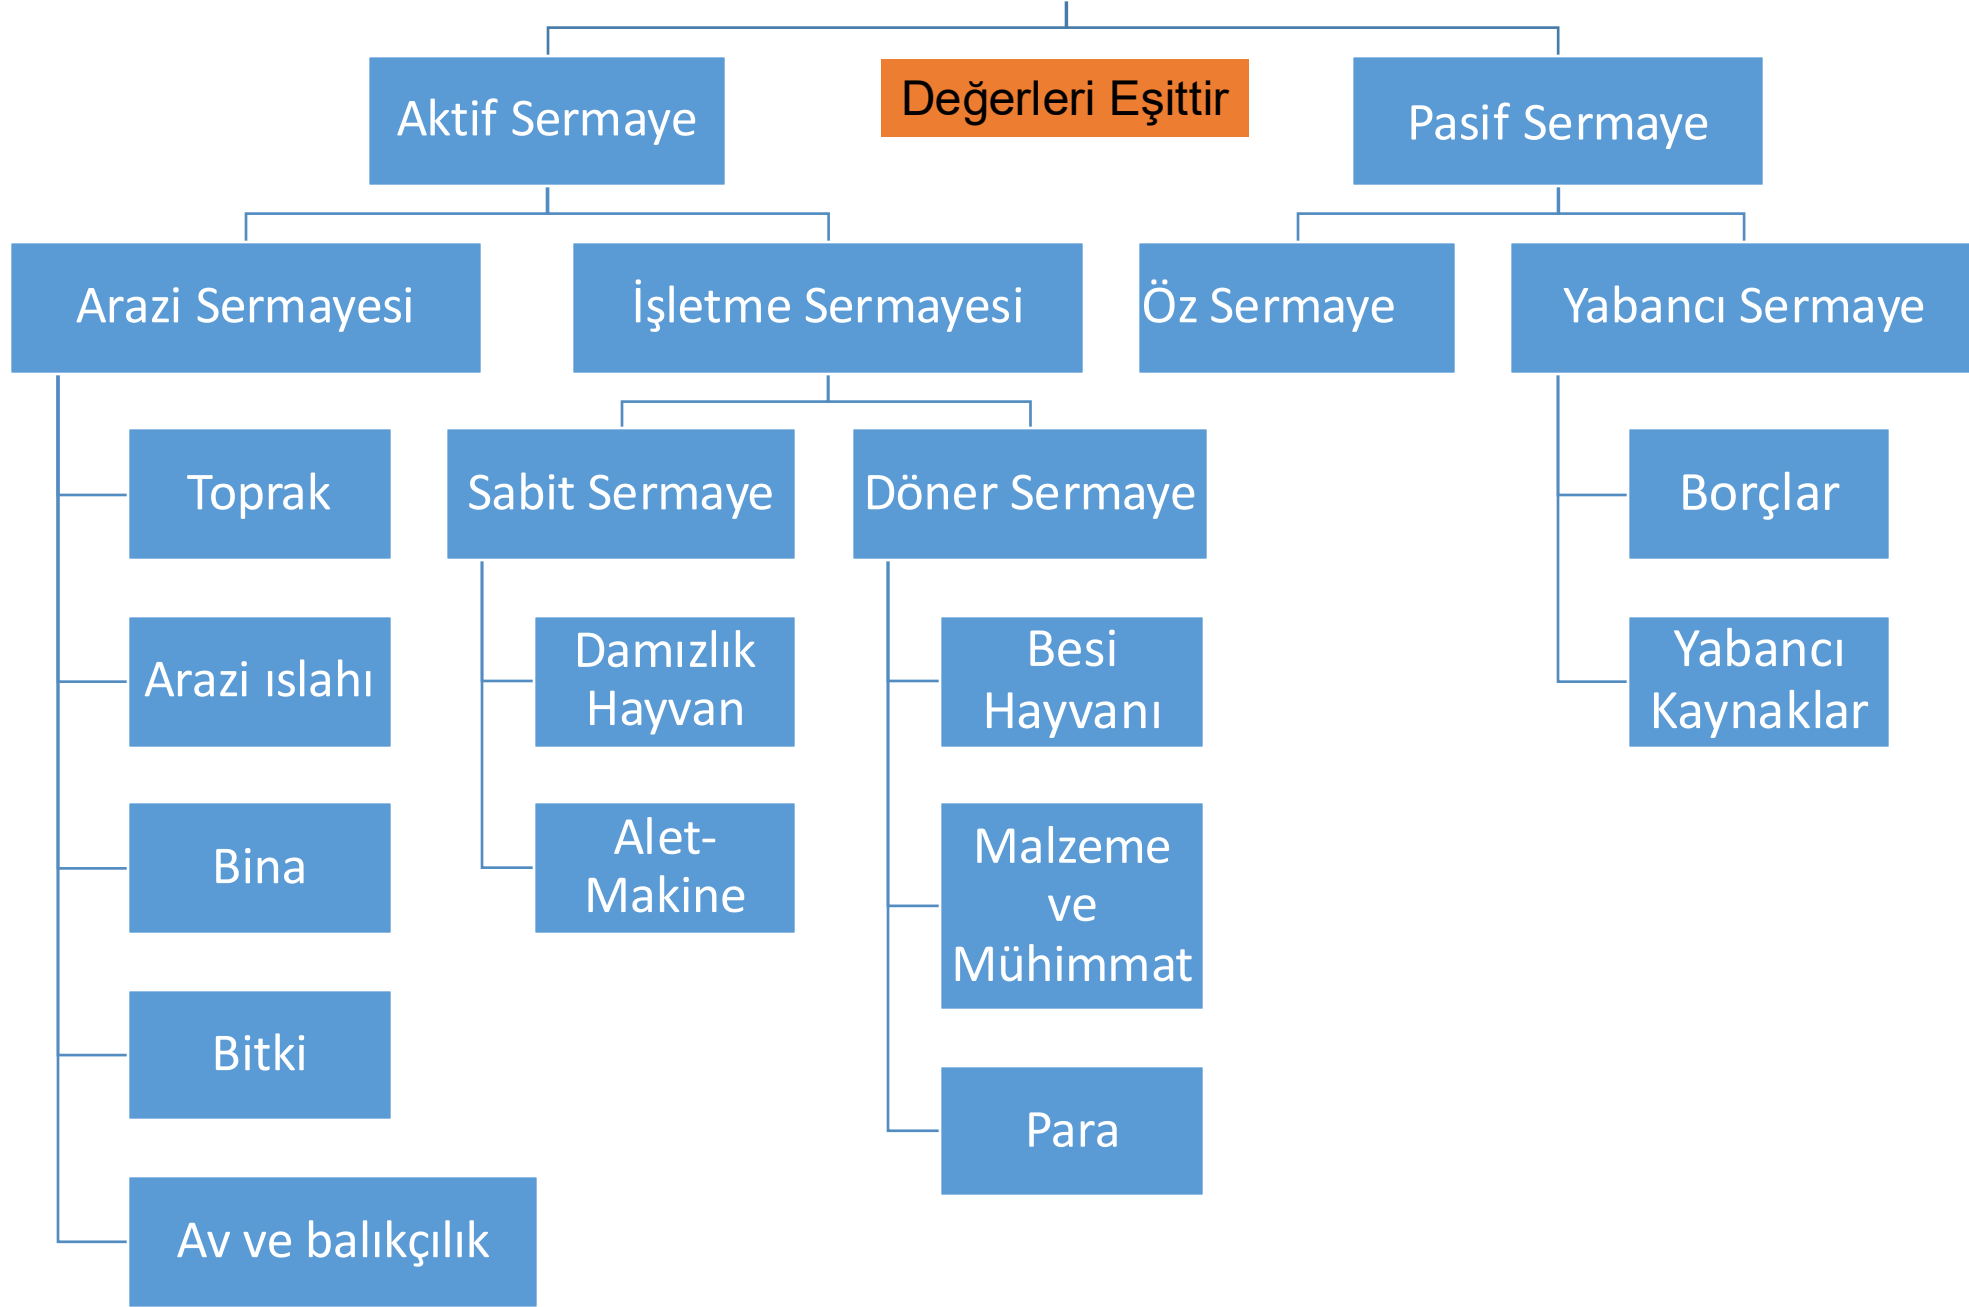 Aktif Sermaye
Değerleri Eşittir
Pasif Sermaye
Arazi Sermayesi
İşletme Sermayesi
Öz Sermaye
Yabancı Sermaye
Toprak
Sabit Sermaye
Döner Sermaye
Borçlar
Arazi ıslahı
Damızlık
Hayvan
Besi
Hayvanı
Yabancı
Kaynaklar
Bina
Alet-
Makine
Malzeme
ve
Mühimmat
Bitki
Para
Av ve balıkçılık